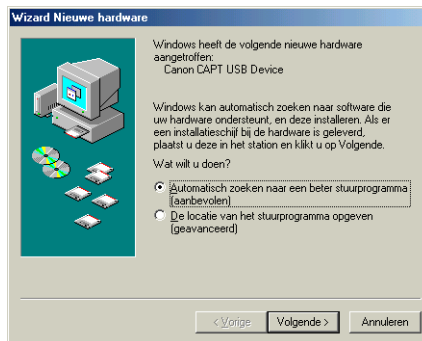 Wizard Nieuwe hardware
Windows heeft de volgende nieuwe hardware
aangetroffen:
Canon CAPT USB Device
Windows kan automatisch zoeken naar software die
uw hardware ondersteunt, en deze installeren. Als er
een installatieschijf bij de hardware is geleverd,
plaatst u deze in het station en klikt u op Volgende.
Wat wilt u doen?
Automatisch zoeken naar een beter stuurprogramma
(aanbevolen)
De locatie van het stuurprogramma opgeven
(geavanceerd)
< Vorige Volgende > Annuleren